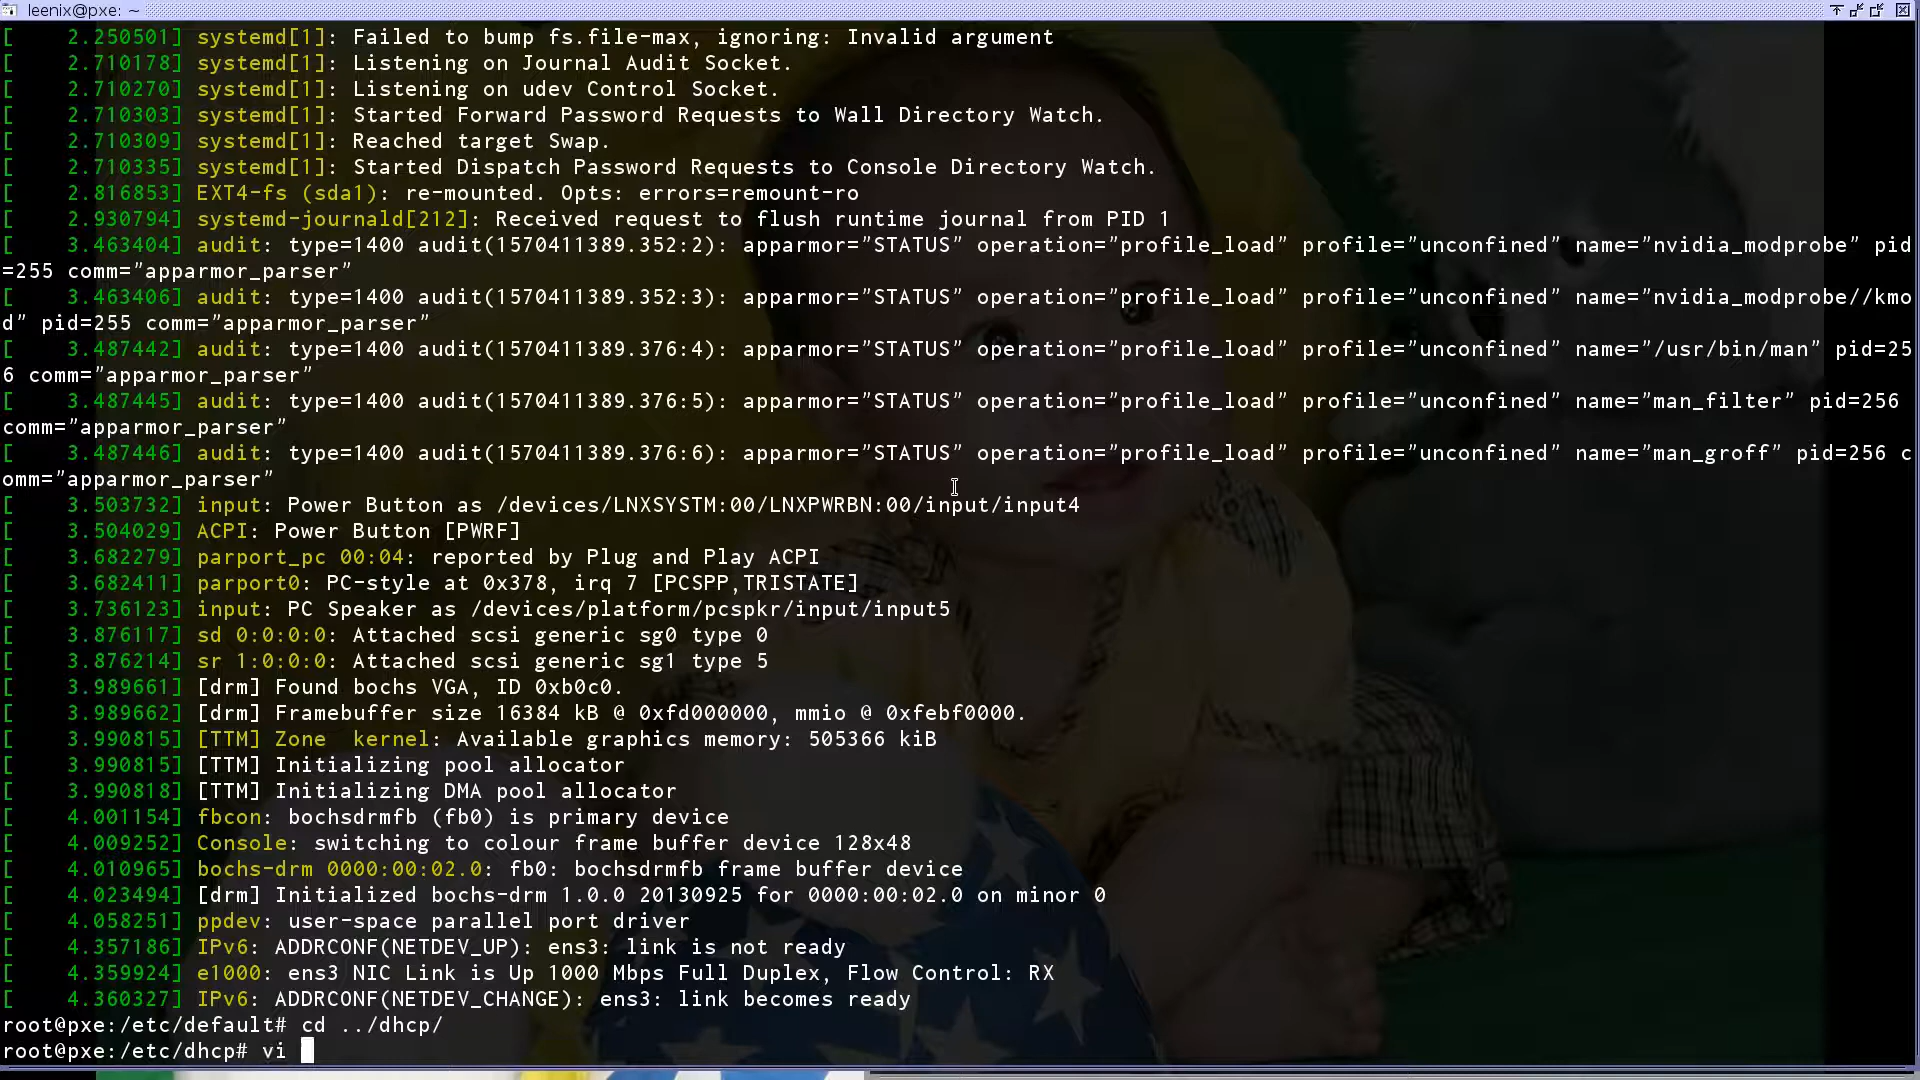 leenix@pxe: ~
[    2.250501] systemd[1]: Failed to bump fs.file-max, ignoring: Invalid argument
[    2.710178] systemd[1]: Listening on Journal Audit Socket.
[    2.710270] systemd[1]: Listening on udev Control Socket.
[    2.710303] systemd[1]: Started Forward Password Requests to Wall Directory Watch.
[    2.710309] systemd[1]: Reached target Swap.
[    2.710335] systemd[1]: Started Dispatch Password Requests to Console Directory Watch.
[    2.816853] EXT4-fs (sda1): re-mounted. Opts: errors=remount-ro
[    2.930794] systemd-journald[212]: Received request to flush runtime journal from PID 1
[    3.463404] audit: type=1400 audit(1570411389.352:2): apparmor="STATUS" operation="profile_load" profile="unconfined" name="nvidia_modprobe" pid
=255 comm="apparmor_parser"
[    3.463406] audit: type=1400 audit(1570411389.352:3): apparmor="STATUS" operation="profile_load" profile="unconfined" name="nvidia_modprobe//kmo
d" pid=255 comm="apparmor_parser"
[    3.487442] audit: type=1400 audit(1570411389.376:4): apparmor="STATUS" operation="profile_load" profile="unconfined" name="/usr/bin/man" pid=25
6 comm="apparmor_parser"
[    3.487445] audit: type=1400 audit(1570411389.376:5): apparmor="STATUS" operation="profile_load" profile="unconfined" name="man_filter" pid=256
comm="apparmor_parser"
[    3.487446] audit: type=1400 audit(1570411389.376:6): apparmor="STATUS" operation="profile_load" profile="unconfined" name="man_groff" pid=256 c
omm="apparmor_parser"
[    3.503732] input: Power Button as /devices/LNXSYSTM:00/LNXPWRBN:00/input/input4
[    3.504029] ACPI: Power Button [PWRF]
[    3.682279] parport_pc 00:04: reported by Plug and Play ACPI
[    3.682411] parport0: PC-style at 0x378, irq 7 [PCSPP,TRISTATE]
[    3.736123] input: PC Speaker as /devices/platform/pcspkr/input/input5
[    3.876117] sd 0:0:0:0: Attached scsi generic sg0 type 0
[    3.876214] sr 1:0:0:0: Attached scsi generic sg1 type 5
[    3.989661] [drm] Found bochs VGA, ID 0xb0c0.
[    3.989662] [drm] Framebuffer size 16384 kB @ 0xfd000000, mmio @ 0xfebf0000.
[    3.990815] [TTM] Zone  kernel: Available graphics memory: 505366 kiB
[    3.990815] [TTM] Initializing pool allocator
[    3.990818] [TTM] Initializing DMA pool allocator
[    4.001154] fbcon: bochsdrmfb (fb0) is primary device
[    4.009252] Console: switching to colour frame buffer device 128x48
[    4.010965] bochs-drm 0000:00:02.0: fb0: bochsdrmfb frame buffer device
[    4.023494] [drm] Initialized bochs-drm 1.0.0 20130925 for 0000:00:02.0 on minor 0
[    4.058251] ppdev: user-space parallel port driver
[    4.357186] IPv6: ADDRCONF(NETDEV_UP): ens3: link is not ready
[    4.359924] e1000: ens3 NIC Link is Up 1000 Mbps Full Duplex, Flow Control: RX
[    4.360327] IPv6: ADDRCONF(NETDEV_CHANGE): ens3: link becomes ready
root@pxe:/etc/default# cd ../dhcp/
root@pxe:/etc/dhcp# vi